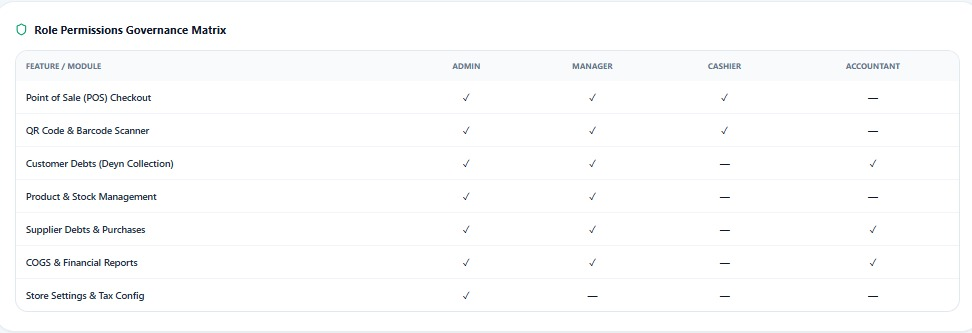 Role Permissions Governance Matrix
FEATURE / MODULE ADMIN MANAGER CASHIER ACCOUNTANT
Point of Sale (POS) Checkout ✓ ✓ ✓ —
QR Code & Barcode Scanner ✓ ✓ ✓ —
Customer Debts (Deyn Collection) ✓ ✓ — ✓
Product & Stock Management ✓ ✓ — —
Supplier Debts & Purchases ✓ ✓ — ✓
COGS & Financial Reports ✓ ✓ — ✓
Store Settings & Tax Config ✓ — — —